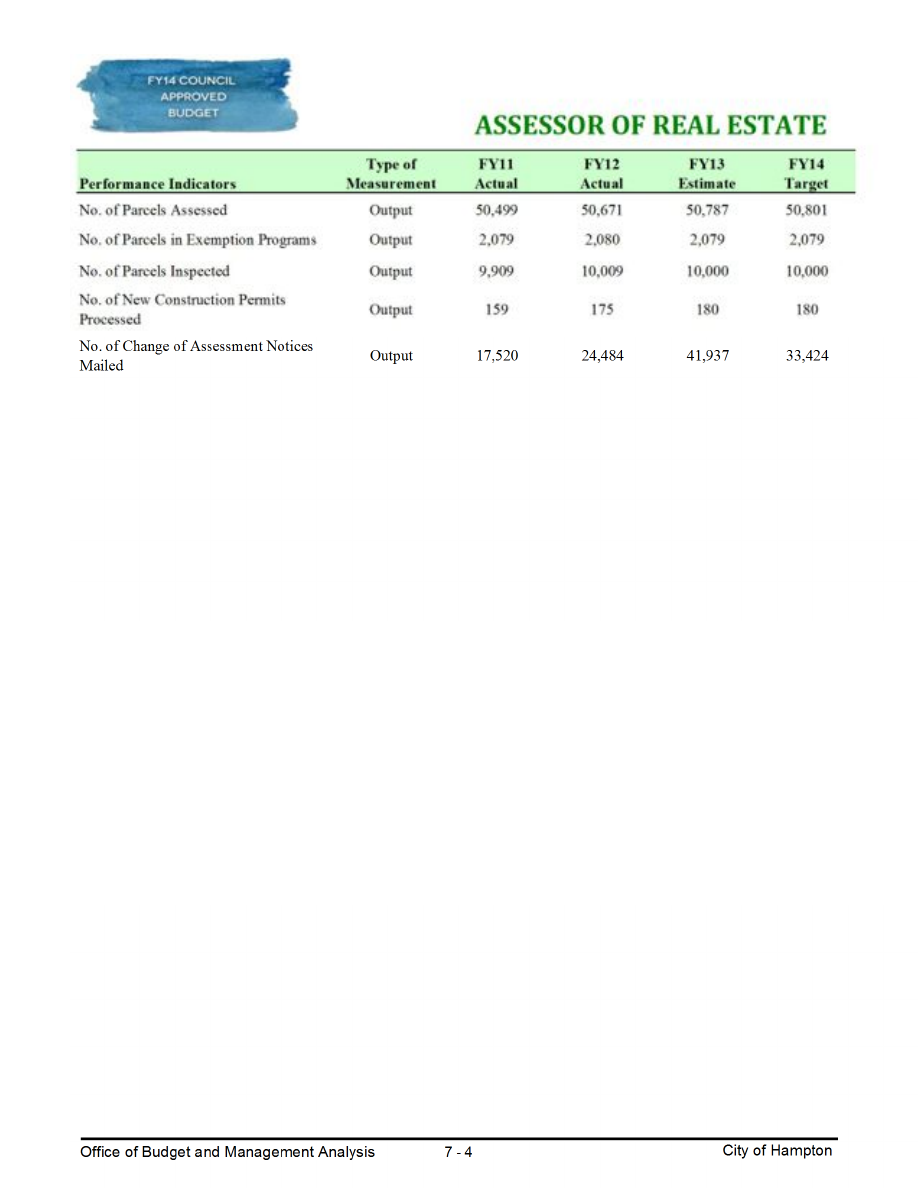 FY14 COUNCIL
APPROVED
BUDGET
ASSESSOR OF REAL ESTATE
Performance Indicators Type of Measurement FY11 Actual FY12 Actual FY13 Estimate FY14 Target
No. of Parcels Assessed Output 50,499 50,671 50,787 50,801
No. of Parcels in Exemption Programs Output 2,079 2,080 2,079 2,079
No. of Parcels Inspected Output 9,909 10,009 10,000 10,000
No. of New Construction Permits
Processed Output 159 175 180 180
No. of Change of Assessment Notices
Mailed Output 17,520 24,484 41,937 33,424
Office of Budget and Management Analysis 7 - 4 City of Hampton